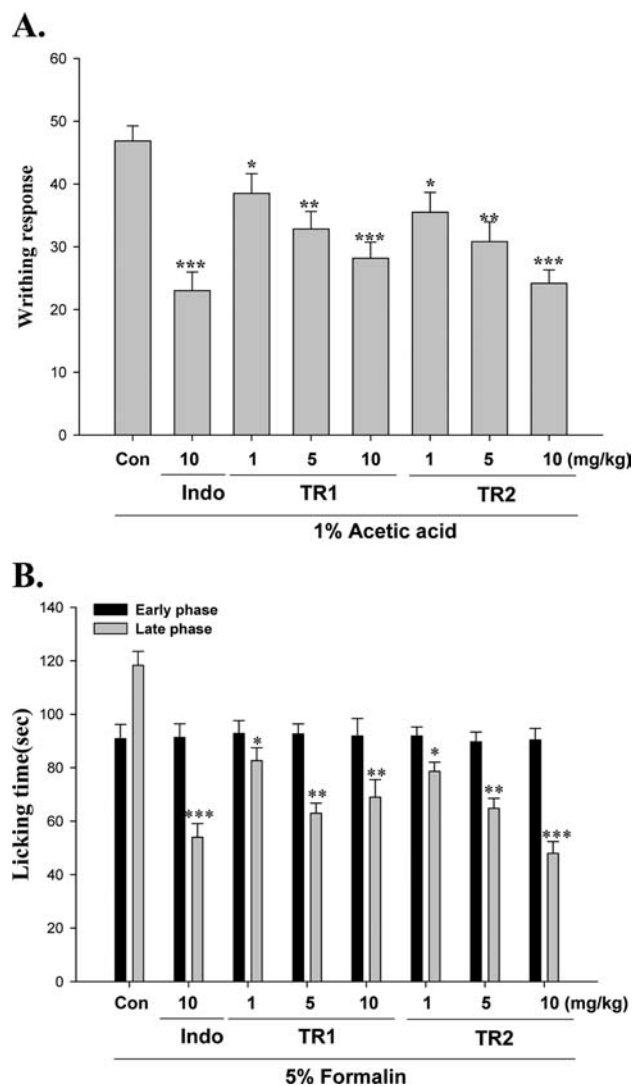 A.
60
50
40
30
20
10
0
Writhing response
***
*
**
***
*
**
***
Con 10 1 5 10 1 5 10 (mg/kg)
Indo TR1 TR2
1% Acetic acid
B.
Early phase
Late phase
140
120
100
80
60
40
20
0
Licking time(sec)
***
*
**
**
*
**
***
Con 10 1 5 10 1 5 10 (mg/kg)
Indo TR1 TR2
5% Formalin